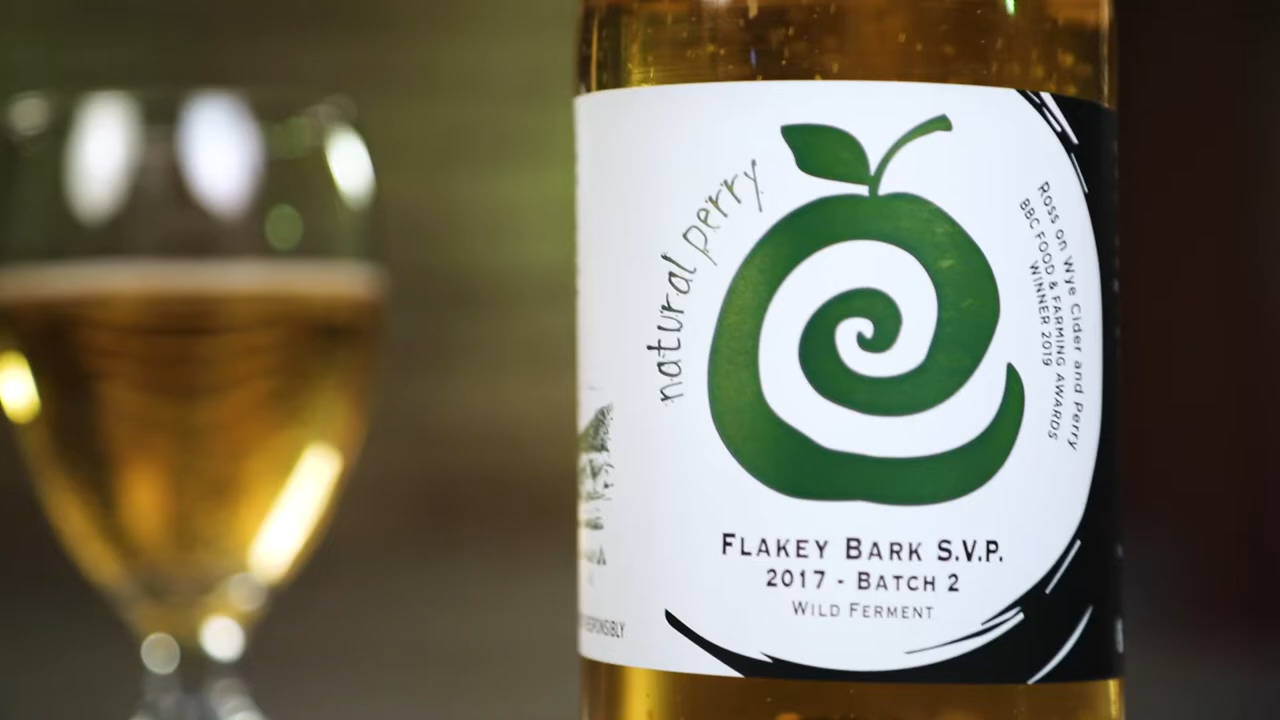 natural perry
Ross on Wye Cider and Perry
BBC FOOD & FARMING AWARDS
WINNER 2019
FLAKEY BARK S.V.P.
2017 - BATCH 2
WILD FERMENT